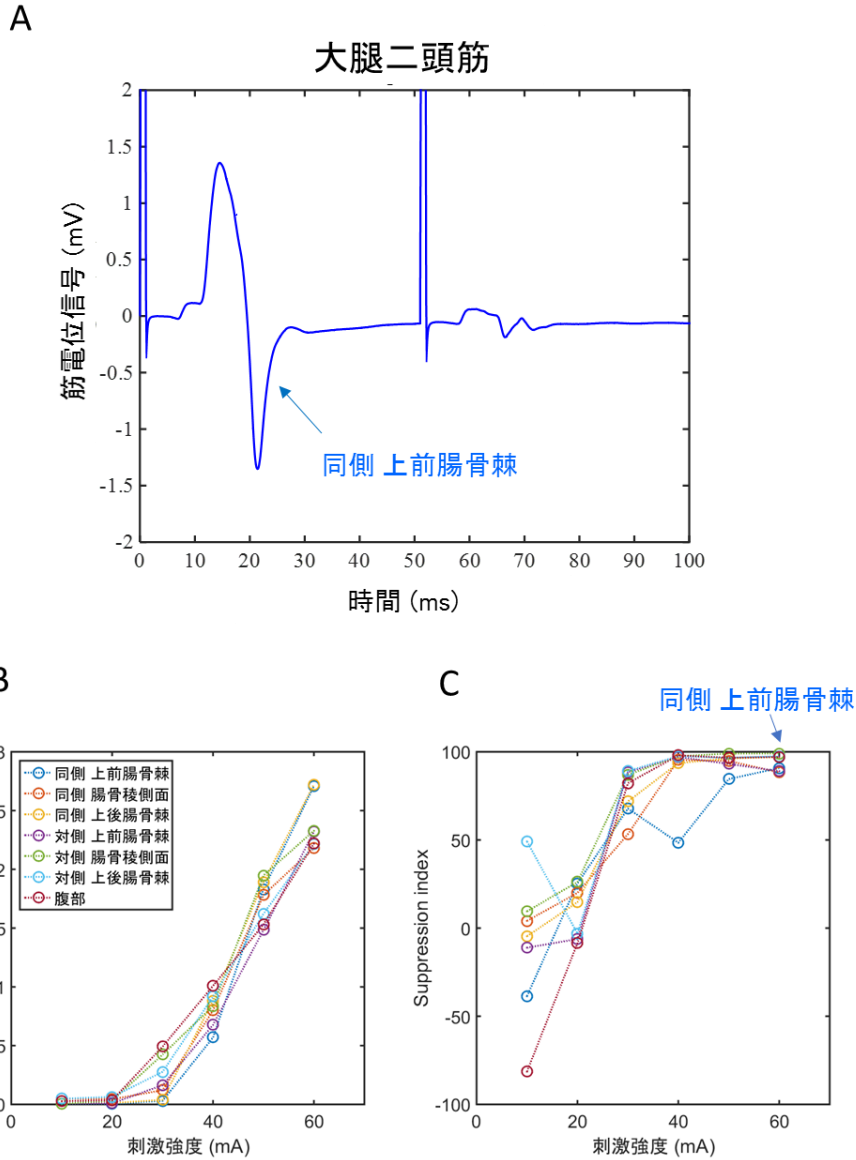 A
大腿二頭筋
2
1.5
1
0.5
0
-0.5
-1
-1.5
-2
筋電位信号 (mV)
同側 上前腸骨棘
0 10 20 30 40 50 60 70 80 90 100
時間 (ms)
C
同側 上前腸骨棘
同側 上前腸骨棘
同側 腸骨稜側面
同側 上後腸骨棘
対側 上前腸骨棘
対側 腸骨稜側面
対側 上後腸骨棘
腹部
1
0 20 40 60
刺激強度 (mA)
100
50
0
-50
-100
Suppression index
0 20 40 60
刺激強度 (mA)